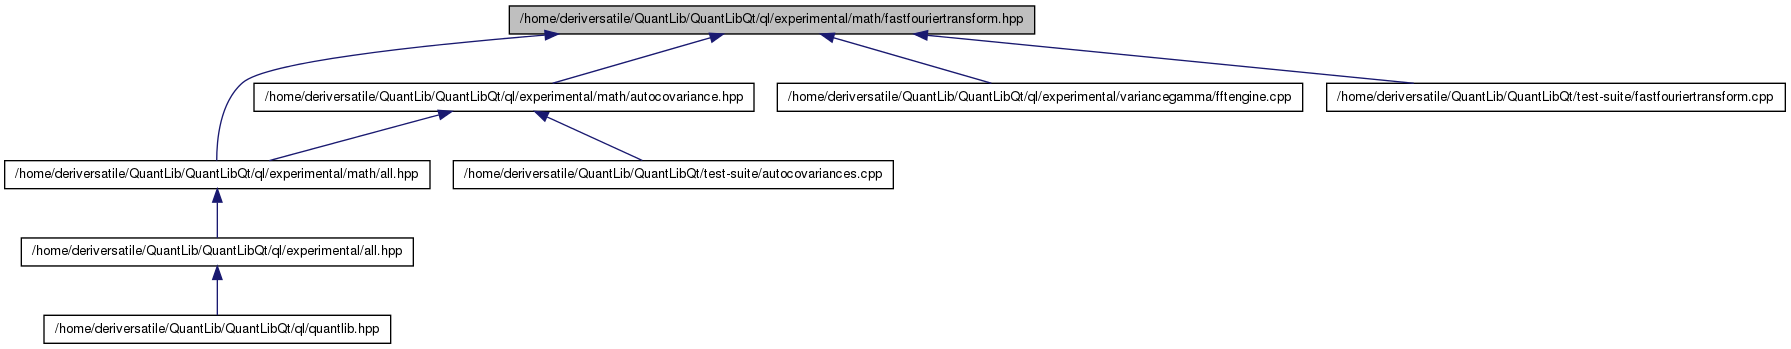 /home/deriversatile/QuantLib/QuantLibQt/ql/experimental/math/fastfouriertransform.hpp
/home/deriversatile/QuantLib/QuantLibQt/ql/experimental/math/autocovariance.hpp
/home/deriversatile/QuantLib/QuantLibQt/ql/experimental/variancegamma/fftengine.cpp
/home/deriversatile/QuantLib/QuantLibQt/test-suite/fastfouriertransform.cpp
/home/deriversatile/QuantLib/QuantLibQt/ql/experimental/math/all.hpp
/home/deriversatile/QuantLib/QuantLibQt/test-suite/autocovariances.cpp
/home/deriversatile/QuantLib/QuantLibQt/ql/experimental/all.hpp
/home/deriversatile/QuantLib/QuantLibQt/ql/quantlib.hpp